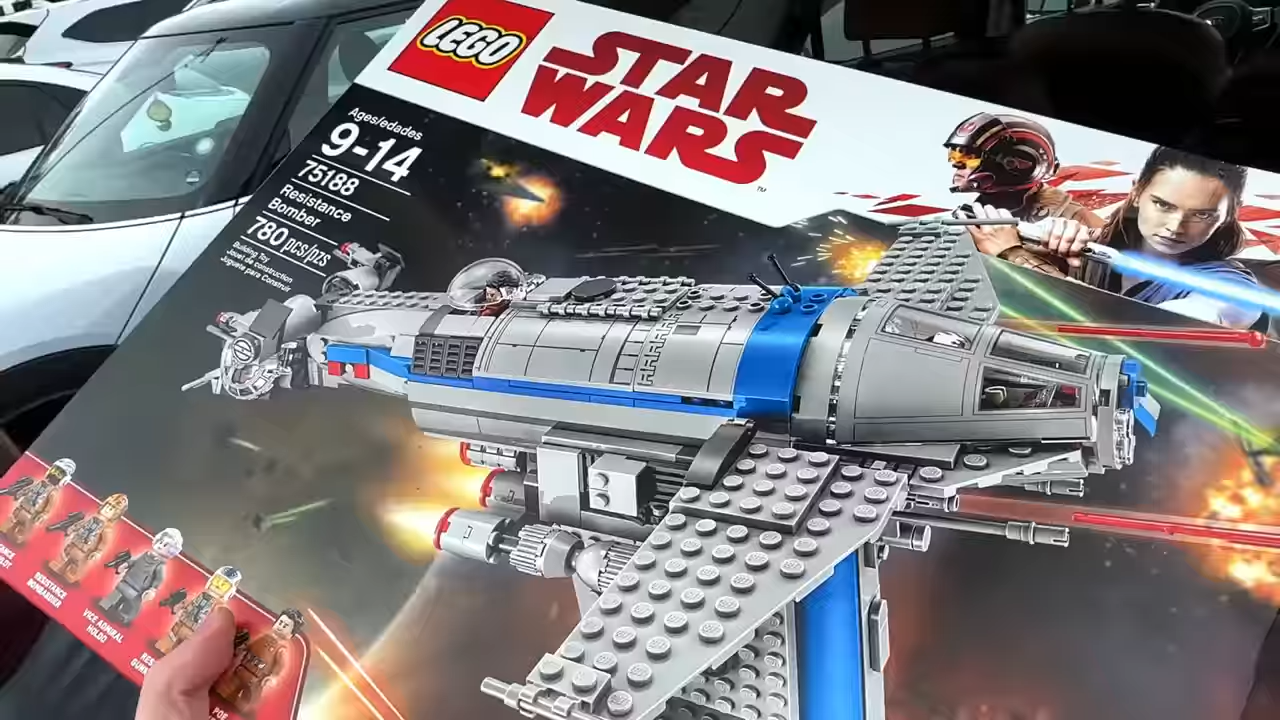 LEGO
STAR
WARS
TM
Ages/edades
9-14
75188
Resistance
Bomber
780 pcs/pzs
Building Toy
Jouet de construction
Juguete para Construir
RESISTANCE
BOMBARDIER
VICE ADMIRAL
HOLDO
POE